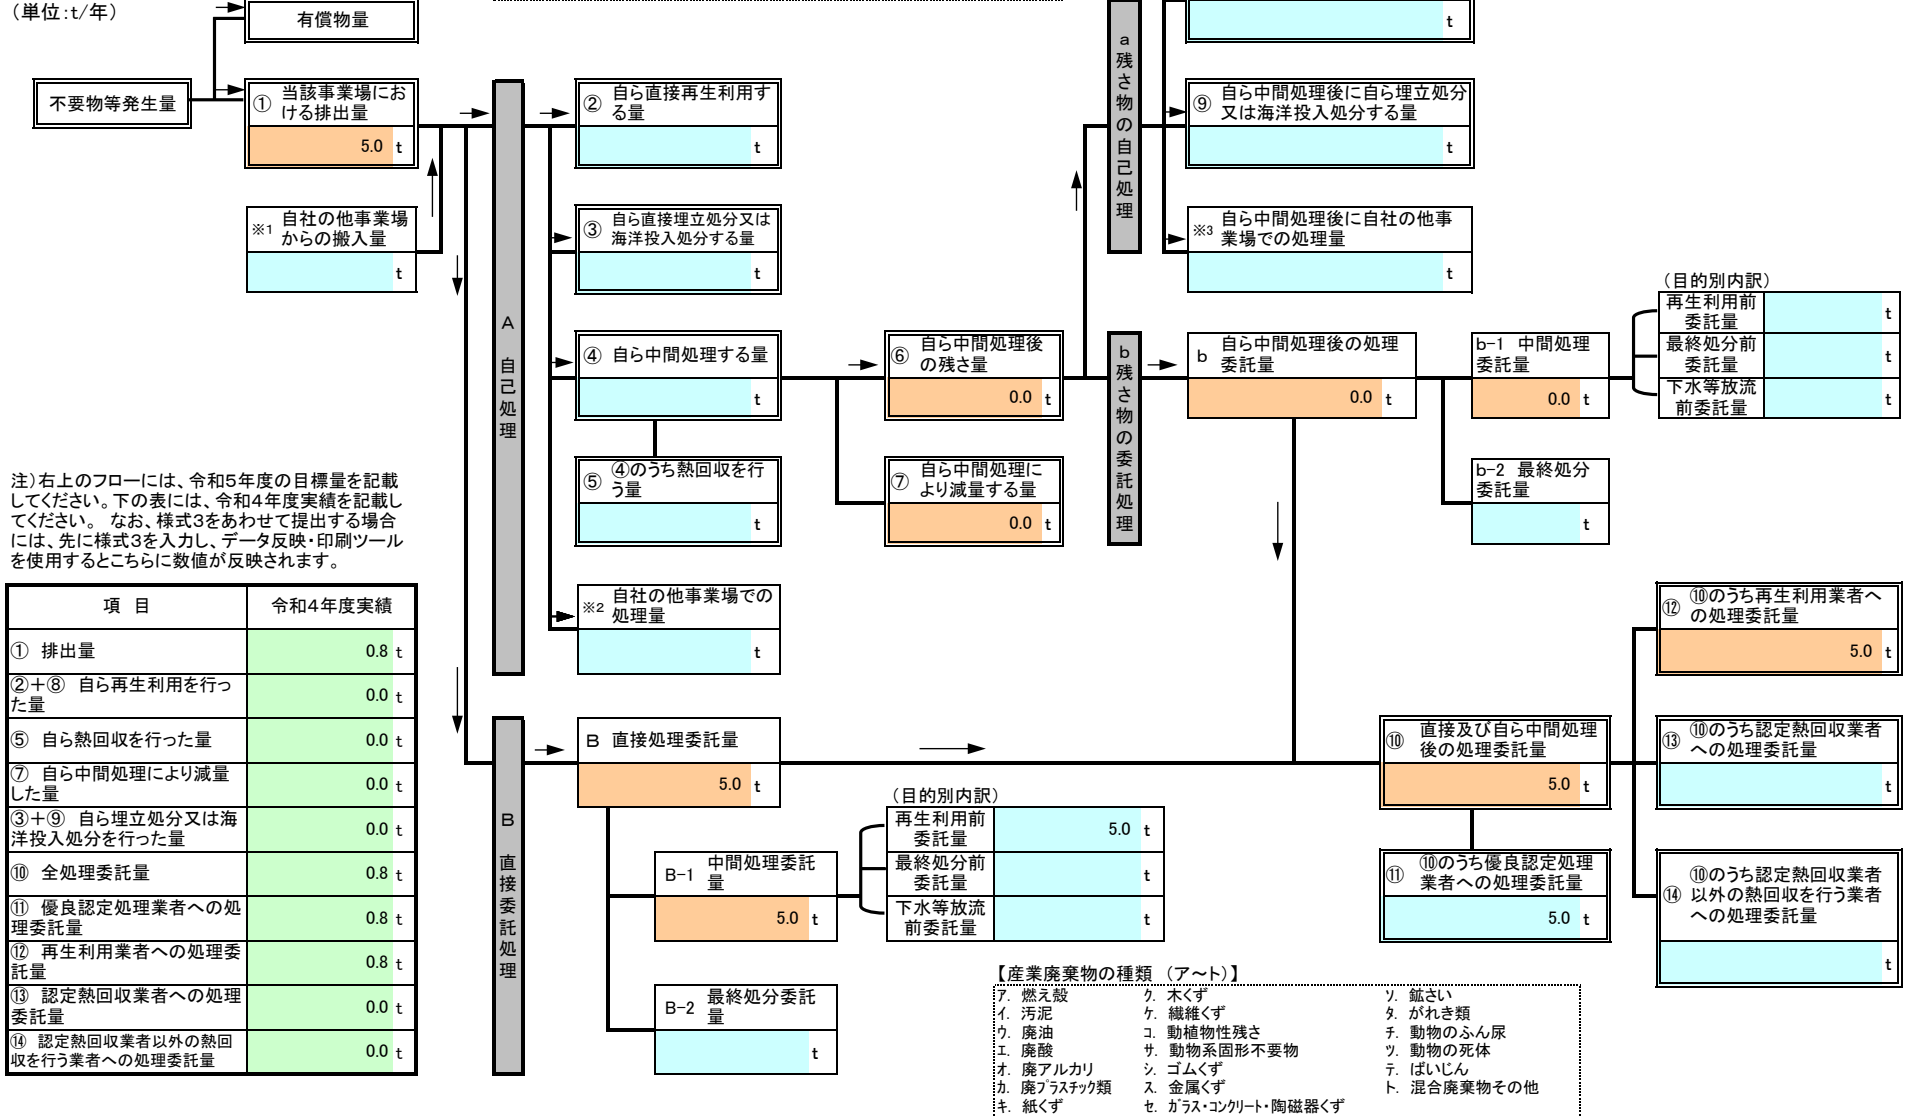 （単位:t/年）
有償物量
不要物等発生量
① 当該事業場にお
ける排出量
5.0 t
※1 自社の他事業場
からの搬入量
t
A 自己処理
② 自ら直接再生利用す
る量
t
③ 自ら直接埋立処分又は
海洋投入処分する量
t
④ 自ら中間処理する量
t
⑤ ④のうち熱回収を行
う量
t
※2 自社の他事業場での
処理量
t
⑥ 自ら中間処理後
の残さ量
0.0 t
⑦ 自ら中間処理に
より減量する量
0.0 t
a 残さ物の自己処理
t
⑨ 自ら中間処理後に自ら埋立処分
又は海洋投入処分する量
t
※3 自ら中間処理後に自社の他事
業場での処理量
t
b 残さ物の委託処理
b 自ら中間処理後の処理
委託量
0.0 t
b-1 中間処理
委託量
0.0 t
b-2 最終処分
委託量
t
（目的別内訳）
再生利用前
委託量
t
最終処分前
委託量
t
下水等放流
前委託量
t
注）右上のフローには、令和5年度の目標量を記載
してください。下の表には、令和4年度実績を記載し
てください。 なお、様式3をあわせて提出する場合
には、先に様式3を入力し、データ反映・印刷ツール
を使用するとこちらに数値が反映されます。
項 目 令和4年度実績
① 排出量 0.8 t
②＋⑧ 自ら再生利用を行っ
た量 0.0 t
⑤ 自ら熱回収を行った量 0.0 t
⑦ 自ら中間処理により減量
した量 0.0 t
③＋⑨ 自ら埋立処分又は海
洋投入処分を行った量 0.0 t
⑩ 全処理委託量 0.8 t
⑪ 優良認定処理業者への処
理委託量 0.8 t
⑫ 再生利用業者への処理委
託量 0.8 t
⑬ 認定熱回収業者への処理
委託量 0.0 t
⑭ 認定熱回収業者以外の熱回
収を行う業者への処理委託量 0.0 t
B 直接委託処理
B 直接処理委託量
5.0 t
B-1 中間処理委託
量
5.0 t
B-2 最終処分委託
量
t
（目的別内訳）
再生利用前
委託量
5.0 t
最終処分前
委託量
t
下水等放流
前委託量
t
⑩ 直接及び自ら中間処理
後の処理委託量
5.0 t
⑪ ⑩のうち優良認定処理
業者への処理委託量
5.0 t
⑫ ⑩のうち再生利用業者へ
の処理委託量
5.0 t
⑬ ⑩のうち認定熱回収業者
への処理委託量
t
⑭ ⑩のうち認定熱回収業者
以外の熱回収を行う業者
への処理委託量
t
【産業廃棄物の種類 （ア～ト）】
ア. 燃え殻 ク. 木くず ソ. 鉱さい
イ. 汚泥 ケ. 繊維くず タ. がれき類
ウ. 廃油 コ. 動植物性残さ チ. 動物のふん尿
エ. 廃酸 サ. 動物系固形不要物 ツ. 動物の死体
オ. 廃アルカリ シ. ゴムくず テ. ばいじん
カ. 廃プラスチック類 ス. 金属くず ト. 混合廃棄物その他
キ. 紙くず セ. ガラス・コンクリート・陶磁器くず